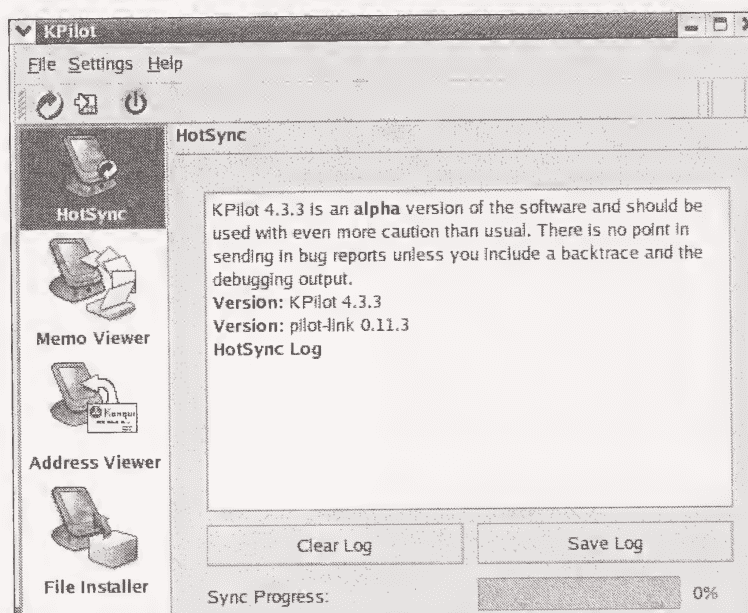 KPilot
File Settings Help
HotSync
HotSync
Memo Viewer
Konqui
Address Viewer
File Installer
KPilot 4.3.3 is an alpha version of the software and should be
used with even more caution than usual. There is no point in
sending in bug reports unless you include a backtrace and the
debugging output.
Version: KPilot 4.3.3
Version: pilot-link 0.11.3
HotSync Log
Clear Log Save Log
Sync Progress: 0%